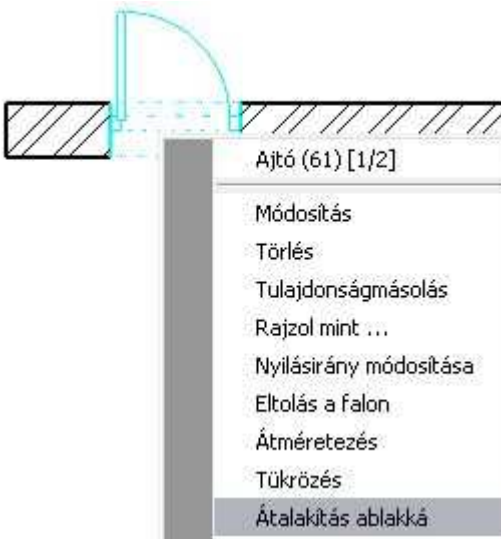 Ajtó (61) [1/2]
Módosítás
Törlés
Tulajdonságmásolás
Rajzol mint ...
Nyilásirány módosítása
Eltolás a falon
Átméretezés
Tükrözés
Átalakítás ablakká